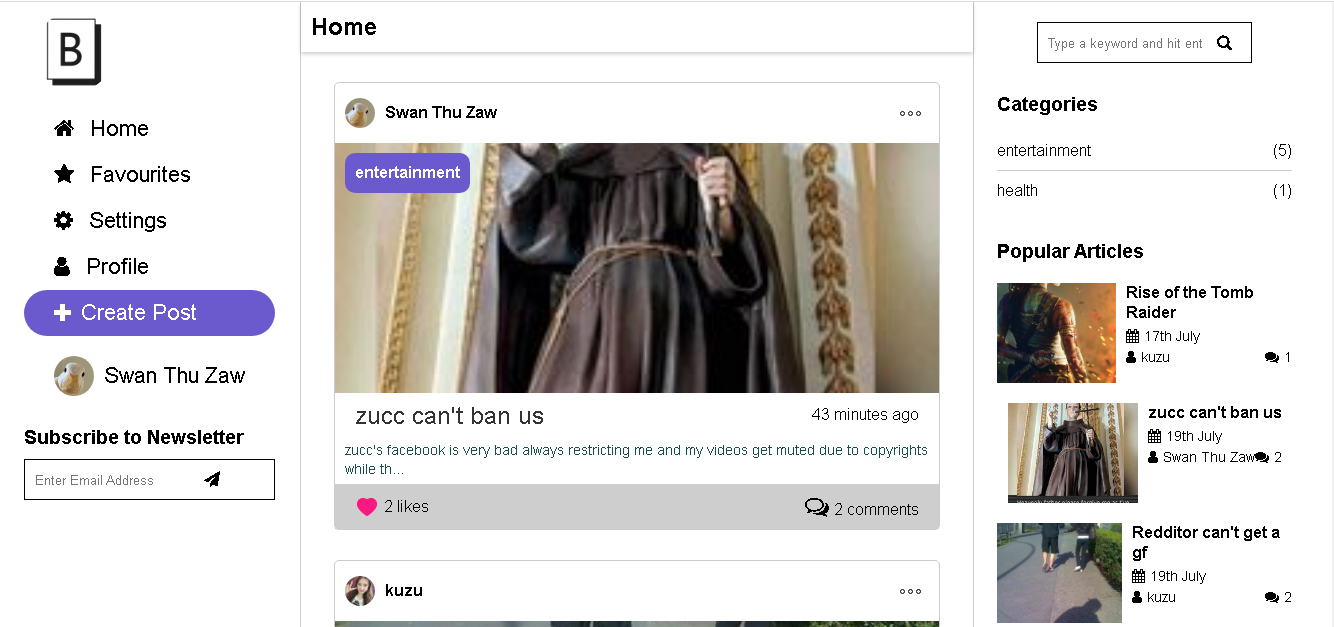 B
Home
Favourites
Settings
Profile
Create Post
Swan Thu Zaw
Subscribe to Newsletter
Enter Email Address
Home
Swan Thu Zaw
entertainment
zucc can't ban us
43 minutes ago
zucc's facebook is very bad always restricting me and my videos get muted due to copyrights
while th...
2 likes
2 comments
kuzu
Type a keyword and hit ent
Categories
entertainment (5)
health (1)
Popular Articles
Rise of the Tomb
Raider
17th July
kuzu 1
zucc can't ban us
19th July
Swan Thu Zaw 2
Redditor can't get a
gf
19th July
kuzu 2